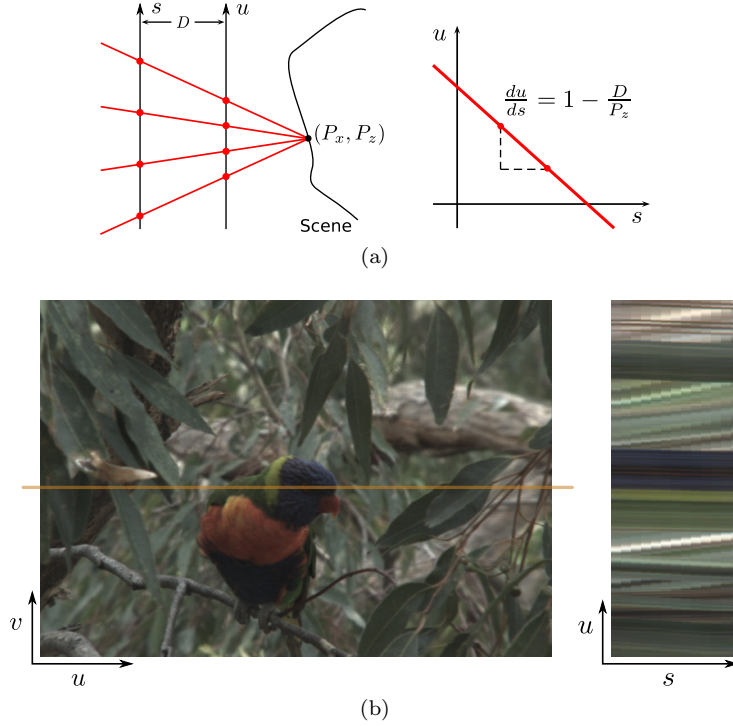 s
u
D
(P_x, P_z)
Scene
u
du/ds = 1 − D/P_z
s
(a)
v
u
u
s
(b)